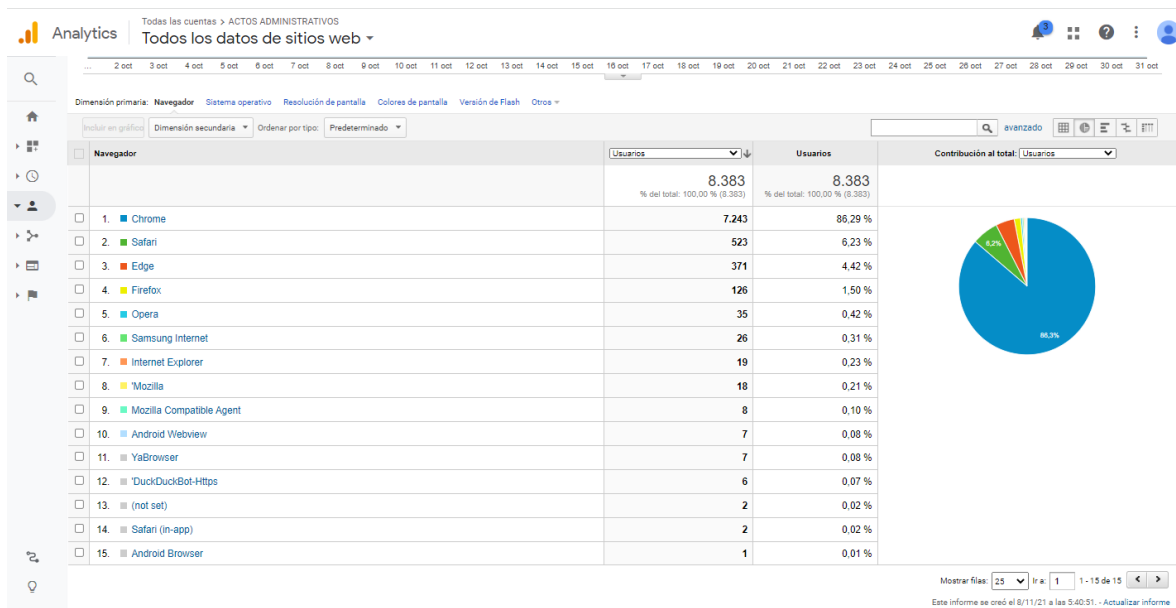 Analytics
Todas las cuentas > ACTOS ADMINISTRATIVOS
Todos los datos de sitios web
3
... 2 oct 3 oct 4 oct 5 oct 6 oct 7 oct 8 oct 9 oct 10 oct 11 oct 12 oct 13 oct 14 oct 15 oct 16 oct 17 oct 18 oct 19 oct 20 oct 21 oct 22 oct 23 oct 24 oct 25 oct 26 oct 27 oct 28 oct 29 oct 30 oct 31 oct
Dimensión primaria: Navegador Sistema operativo Resolución de pantalla Colores de pantalla Versión de Flash Otros
Incluir en gráfico Dimensión secundaria Ordenar por tipo: Predeterminado avanzado
Navegador Usuarios Usuarios Contribución al total: Usuarios
8.383 8.383
% del total: 100,00 % (8.383) % del total: 100,00 % (8.383)
1. Chrome 7.243 86,29 %
2. Safari 523 6,23 %
3. Edge 371 4,42 %
4. Firefox 126 1,50 %
5. Opera 35 0,42 %
6. Samsung Internet 26 0,31 %
7. Internet Explorer 19 0,23 %
8. 'Mozilla 18 0,21 %
9. Mozilla Compatible Agent 8 0,10 %
10. Android Webview 7 0,08 %
11. YaBrowser 7 0,08 %
12. 'DuckDuckBot-Https 6 0,07 %
13. (not set) 2 0,02 %
14. Safari (in-app) 2 0,02 %
15. Android Browser 1 0,01 %
6,2%
86,3%
Mostrar filas: 25 Ir a: 1 1 - 15 de 15
Este informe se creó el 8/11/21 a las 5:40:51. - Actualizar informe